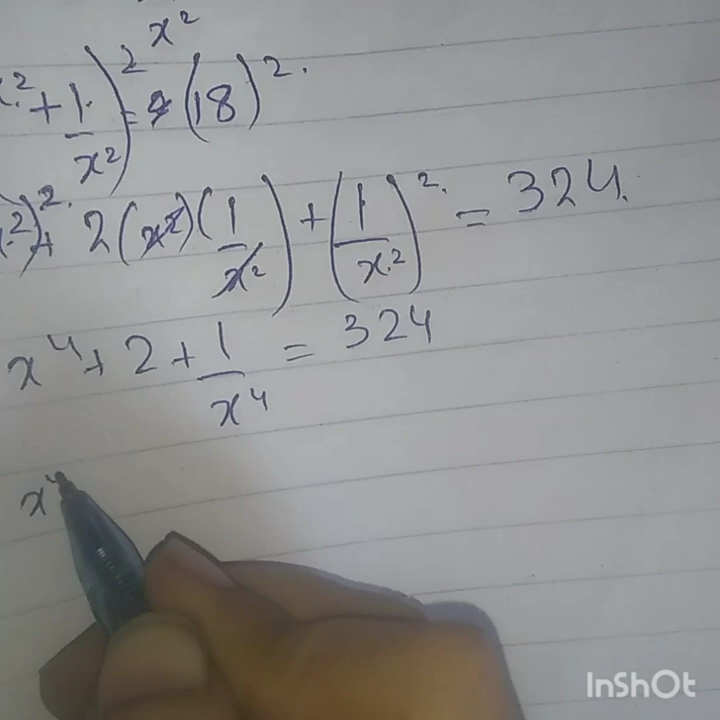 x²
x² + 1/x²)² = (18)².
x²)² + 2(x²)(1/x²) + (1/x²)² = 324.
x⁴ + 2 + 1/x⁴ = 324
x⁴
InShOt